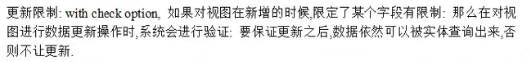 更新限制: with check option, 如果对视图在新增的时候,限定了某个字段有限制: 那么在对视
图进行数据更新操作时,系统会进行验证: 要保证更新之后,数据依然可以被实体查询出来,否
则不让更新.